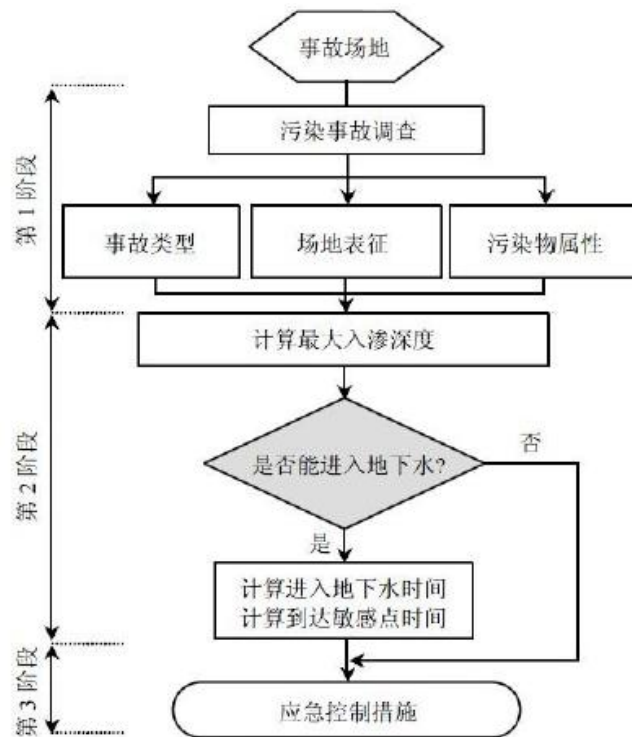 事故场地
第1阶段
污染事故调查
事故类型
场地表征
污染物属性
第2阶段
计算最大入渗深度
是否能进入地下水?
否
是
计算进入地下水时间
计算到达敏感点时间
第3阶段
应急控制措施